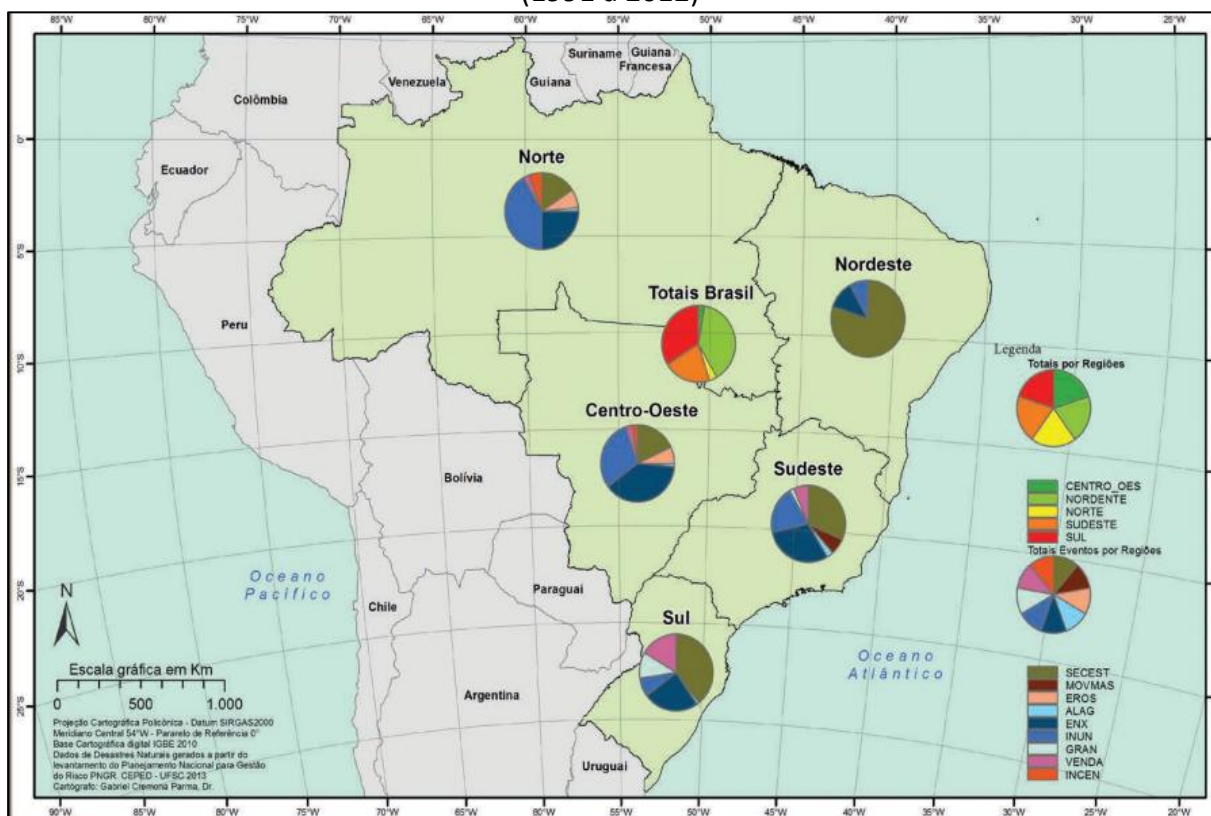 85°W 80°W 75°W 70°W 65°W 60°W 55°W 50°W 45°W 40°W 35°W 30°W 25°W
Suriname
Guiana
Francesa
Venezuela
Guiana
Colômbia
0°
Ecuador
Norte
5°S
Nordeste
Totais Brasil
Peru
Legenda
Totais por Regiões
10°S
Centro-Oeste
Sudeste
15°S
Bolívia
CENTRO_OES
NORDENTE
NORTE
SUDESTE
SUL
Totais Eventos por Regiões
20°S
Oceano
Pacífico
Paraguai
Chile
N
Sul
Oceano
Atlântico
Escala gráfica em Km
0 500 1.000
Argentina
25°S
SECEST
MOVMAS
EROS
ALAG
ENX
INUN
GRAN
VENDA
INCEN
Projeção Cartográfica Policônica - Datum SIRGAS2000
Meridiano Central 54°W - Pararelo de Referência 0°
Base Cartográfica digital IGBE 2010
Dados de Desastres Naturais gerados a partir do
levantamento do Planejamento Nacional para Gestão
do Risco PNGR. CEPED - UFSC 2013
Cartógrafo: Gabriel Cremona Parma, Dr.
Uruguai
90°W 85°W 80°W 75°W 70°W 65°W 60°W 55°W 50°W 45°W 40°W 35°W 30°W 25°W 20°W